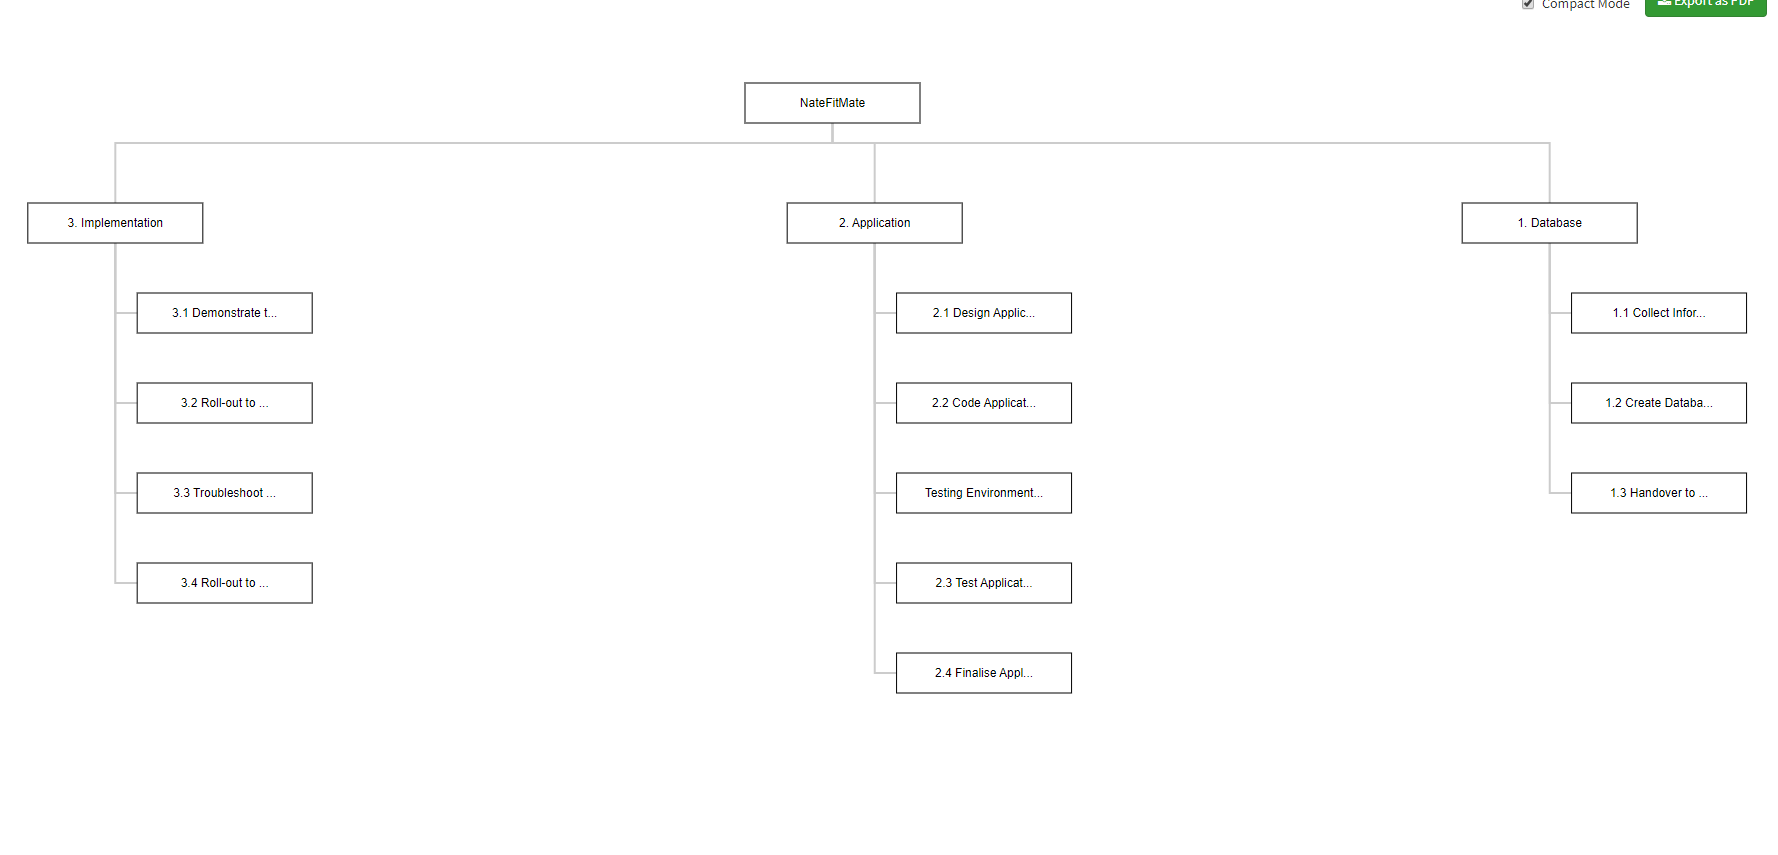 Compact Mode
Export as PDF
NateFitMate
3. Implementation
2. Application
1. Database
3.1 Demonstrate t...
2.1 Design Applic...
1.1 Collect Infor...
3.2 Roll-out to ...
2.2 Code Applicat...
1.2 Create Databa...
3.3 Troubleshoot ...
Testing Environment...
1.3 Handover to ...
3.4 Roll-out to ...
2.3 Test Applicat...
2.4 Finalise Appl...